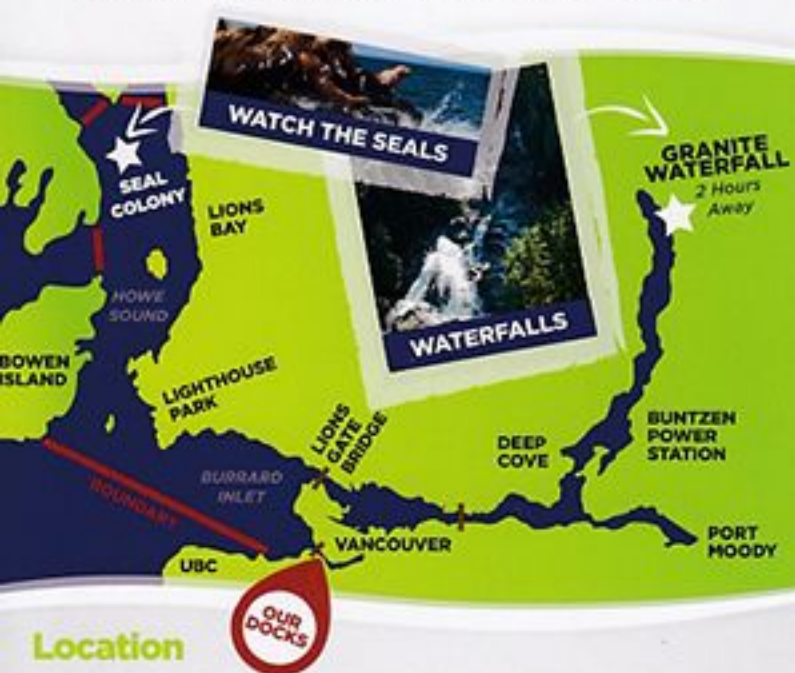 WATCH THE SEALS
WATERFALLS
SEAL
COLONY
LIONS
BAY
GRANITE
WATERFALL
2 Hours
Away
HOWE
SOUND
BOWEN
ISLAND
LIGHTHOUSE
PARK
LIONS
GATE
BRIDGE
DEEP
COVE
BUNTZEN
POWER
STATION
BURRARD
INLET
BOUNDARY
VANCOUVER
UBC
PORT
MOODY
OUR
DOCKS
Location